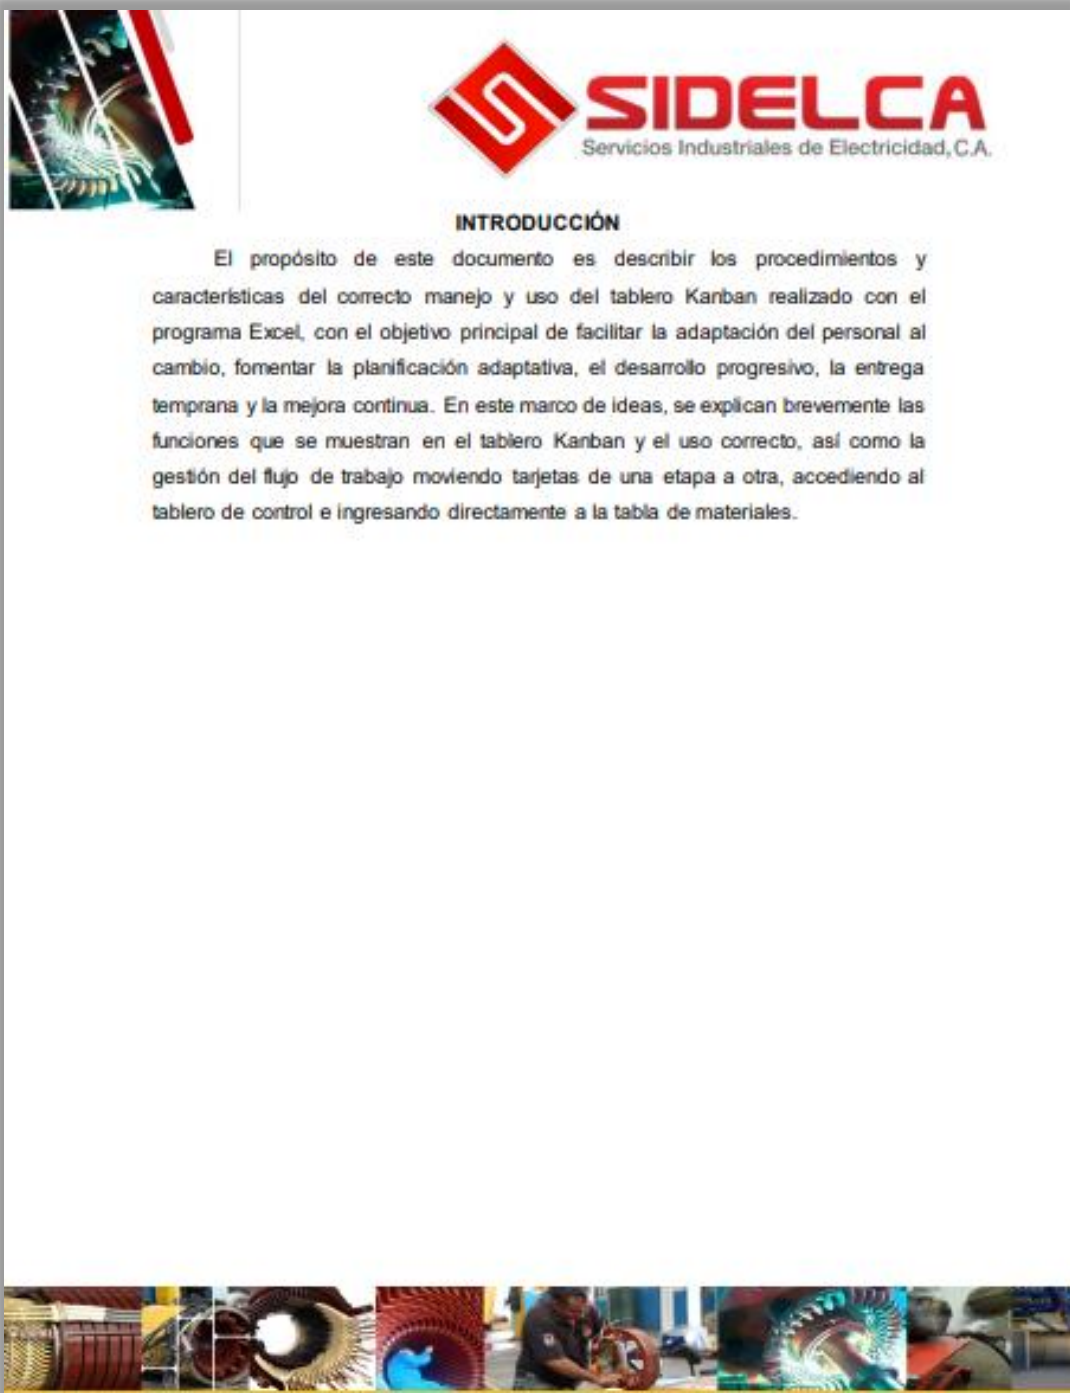 SIDELCA
Servicios Industriales de Electricidad, C.A.
INTRODUCCIÓN
El propósito de este documento es describir los procedimientos y
características del correcto manejo y uso del tablero Kanban realizado con el
programa Excel, con el objetivo principal de facilitar la adaptación del personal al
cambio, fomentar la planificación adaptativa, el desarrollo progresivo, la entrega
temprana y la mejora continua. En este marco de ideas, se explican brevemente las
funciones que se muestran en el tablero Kanban y el uso correcto, así como la
gestión del flujo de trabajo moviendo tarjetas de una etapa a otra, accediendo al
tablero de control e ingresando directamente a la tabla de materiales.